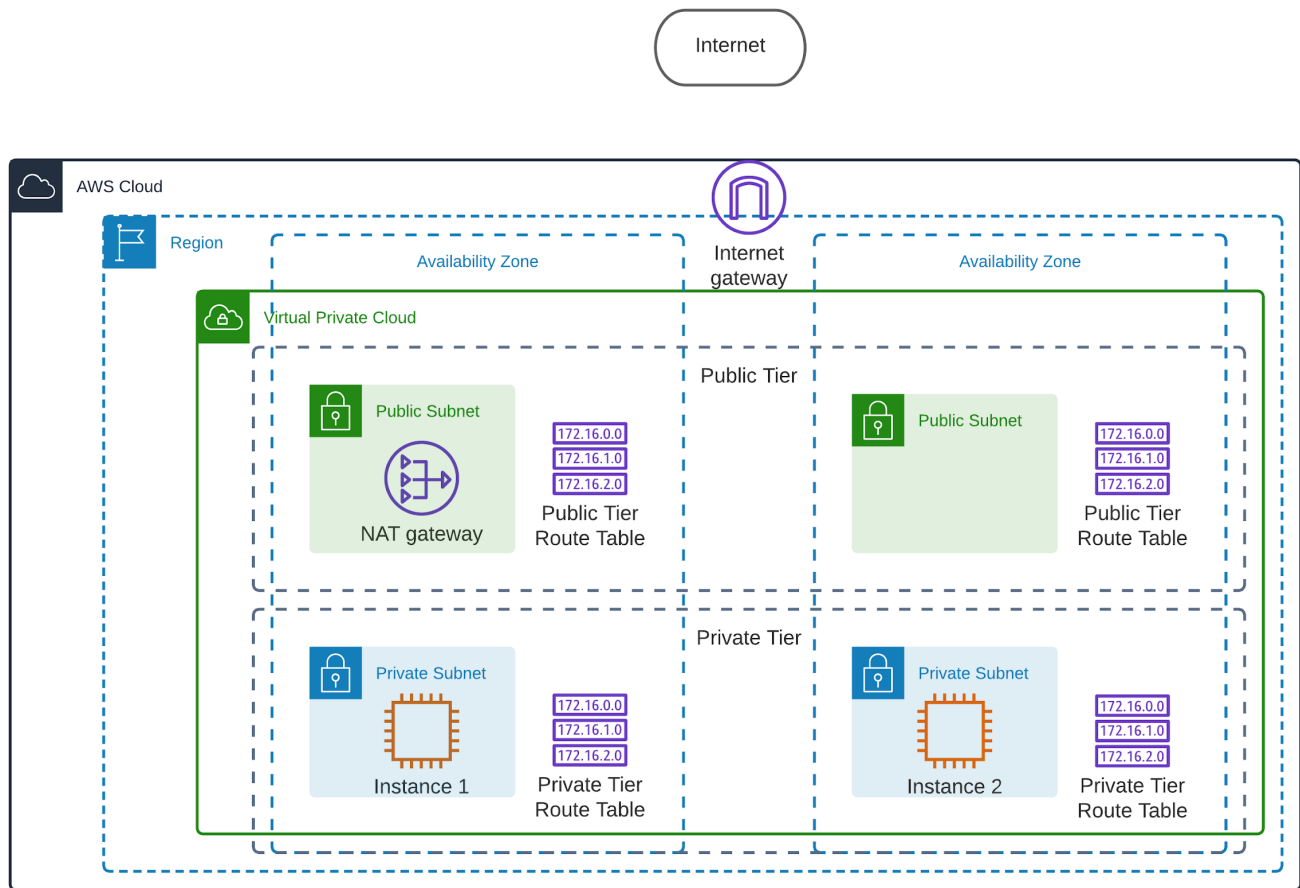 Internet
AWS Cloud
Region
Availability Zone
Internet
gateway
Availability Zone
Virtual Private Cloud
Public Tier
Public Subnet
NAT gateway
172.16.0.0
172.16.1.0
172.16.2.0
Public Tier
Route Table
Public Subnet
172.16.0.0
172.16.1.0
172.16.2.0
Public Tier
Route Table
Private Tier
Private Subnet
Instance 1
172.16.0.0
172.16.1.0
172.16.2.0
Private Tier
Route Table
Private Subnet
Instance 2
172.16.0.0
172.16.1.0
172.16.2.0
Private Tier
Route Table